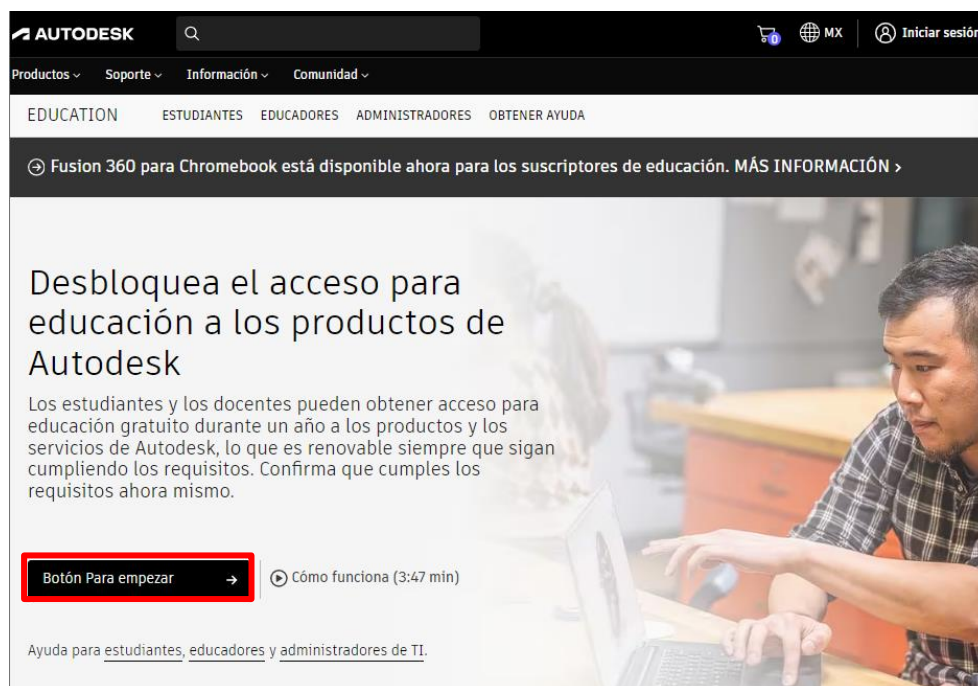 AUTODESK
0
MX
Iniciar sesión
Productos
Soporte
Información
Comunidad
EDUCATION
ESTUDIANTES
EDUCADORES
ADMINISTRADORES
OBTENER AYUDA
Fusion 360 para Chromebook está disponible ahora para los suscriptores de educación. MÁS INFORMACIÓN >
Desbloquea el acceso para
educación a los productos de
Autodesk
Los estudiantes y los docentes pueden obtener acceso para
educación gratuito durante un año a los productos y los
servicios de Autodesk, lo que es renovable siempre que sigan
cumpliendo los requisitos. Confirma que cumples los
requisitos ahora mismo.
Botón Para empezar →
Cómo funciona (3:47 min)
Ayuda para estudiantes, educadores y administradores de TI.